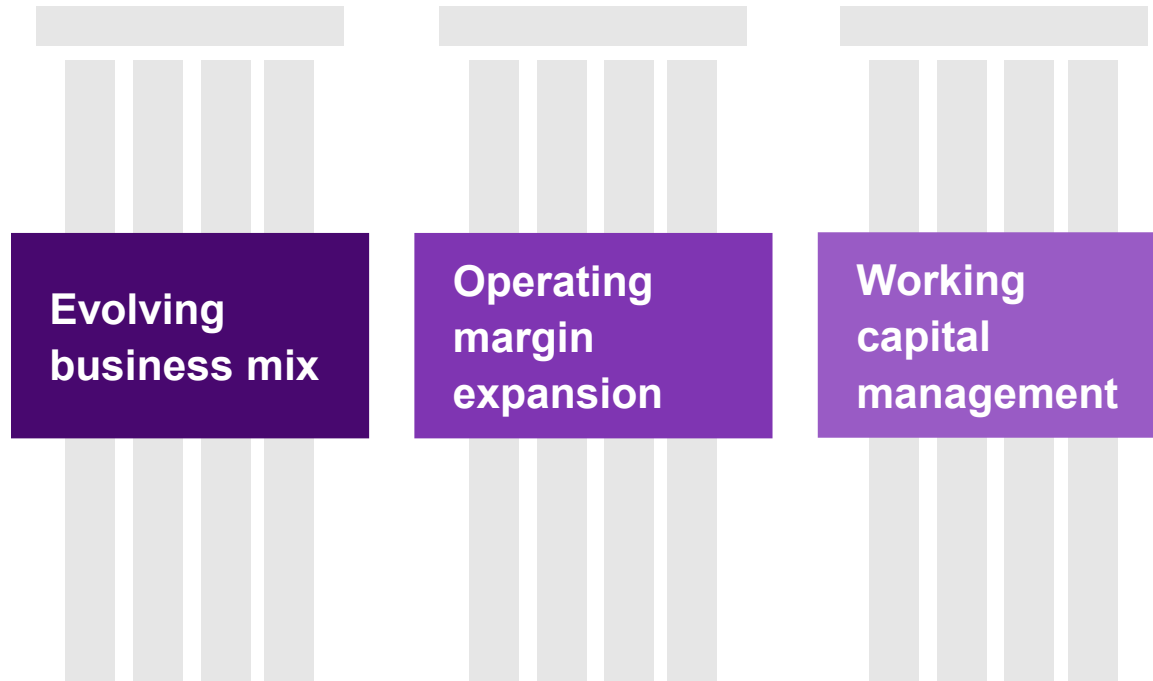 Evolving
business mix
Operating
margin
expansion
Working
capital
management